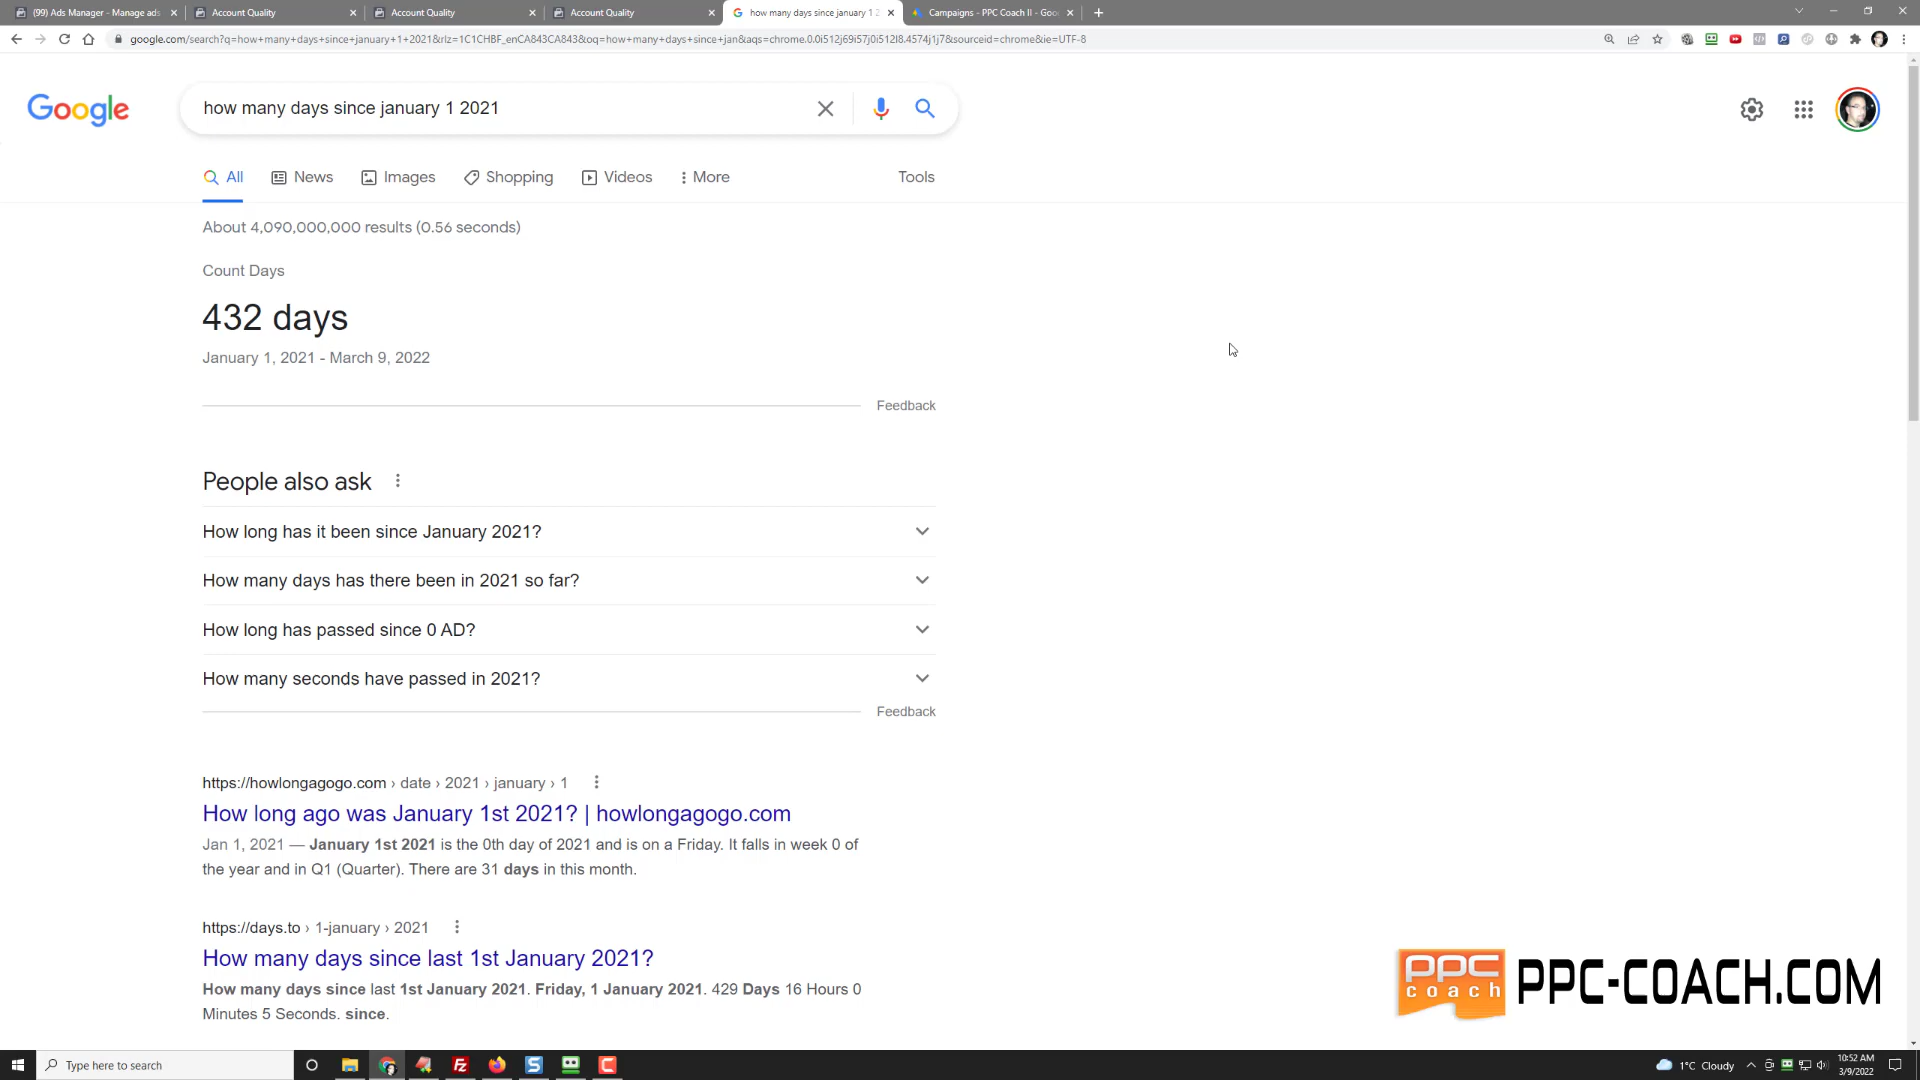 (99) Ads Manager - Manage ads
Account Quality
Account Quality
Account Quality
how many days since january 1 2
Campaigns - PPC Coach II - Goo
google.com/search?q=how+many+days+since+january+1+2021&rlz=1C1CHBF_enCA843CA843&oq=how+many+days+since+jan&aqs=chrome.0.0i512j69i57j0i512l8.4574j1j7&sourceid=chrome&ie=UTF-8
Google
how many days since january 1 2021
All
News
Images
Shopping
Videos
More
Tools
About 4,090,000,000 results (0.56 seconds)
Count Days
432 days
January 1, 2021 - March 9, 2022
Feedback
People also ask
How long has it been since January 2021?
How many days has there been in 2021 so far?
How long has passed since 0 AD?
How many seconds have passed in 2021?
Feedback
https://howlongagogo.com › date › 2021 › january › 1
How long ago was January 1st 2021? | howlongagogo.com
Jan 1, 2021 — January 1st 2021 is the 0th day of 2021 and is on a Friday. It falls in week 0 of
the year and in Q1 (Quarter). There are 31 days in this month.
https://days.to › 1-january › 2021
How many days since last 1st January 2021?
How many days since last 1st January 2021. Friday, 1 January 2021. 429 Days 16 Hours 0
Minutes 5 Seconds. since.
PPC
coach
PPC-COACH.COM
Type here to search
1°C Cloudy
10:52 AM
3/9/2022